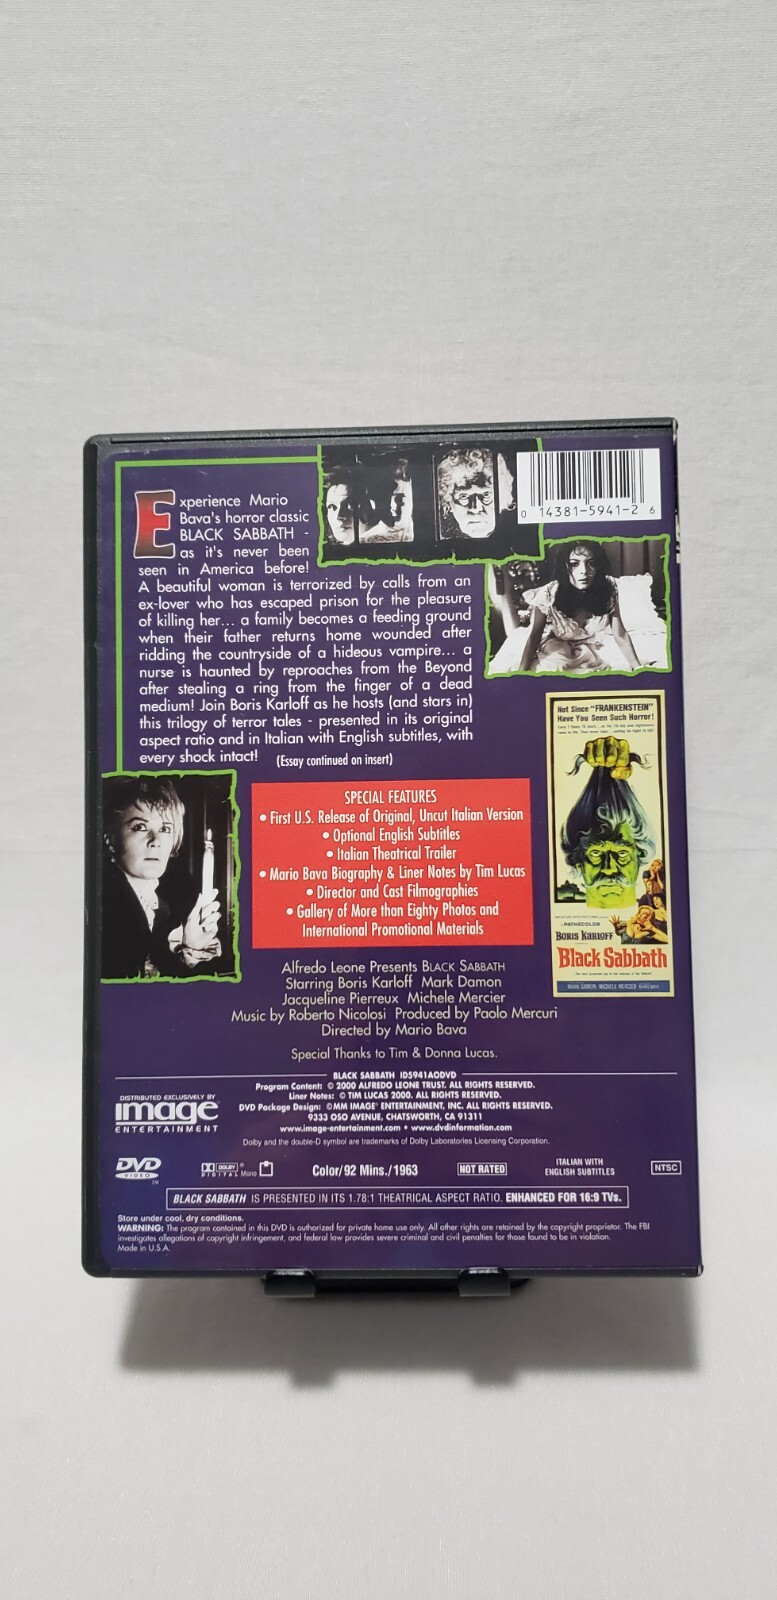 Experience Mario
Bava's horror classic
BLACK SABBATH -
as it's never been
seen in America before!
A beautiful woman is terrorized by calls from an
ex-lover who has escaped prison for the pleasure
of killing her... a family becomes a feeding ground
when their father returns home wounded after
ridding the countryside of a hideous vampire... a
nurse is haunted by reproaches from the Beyond
after stealing a ring from the finger of a dead
medium! Join Boris Karloff as he hosts (and stars in)
this trilogy of terror tales - presented in its original
aspect ratio and in Italian with English subtitles, with
every shock intact! (Essay continued on insert)
0 14381-5941-2 6
Not Since "FRANKENSTEIN"
Have You Seen Such Horror!
BORIS KARLOFF
Black Sabbath
MARK DAMON MICHELE MERCIER
SPECIAL FEATURES
• First U.S. Release of Original, Uncut Italian Version
• Optional English Subtitles
• Italian Theatrical Trailer
• Mario Bava Biography & Liner Notes by Tim Lucas
• Director and Cast Filmographies
• Gallery of More than Eighty Photos and
International Promotional Materials
Alfredo Leone Presents BLACK SABBATH
Starring Boris Karloff Mark Damon
Jacqueline Pierreux Michele Mercier
Music by Roberto Nicolosi Produced by Paolo Mercuri
Directed by Mario Bava
Special Thanks to Tim & Donna Lucas.
BLACK SABBATH ID5941AODVD
Program Content: © 2000 ALFREDO LEONE TRUST. ALL RIGHTS RESERVED.
Liner Notes: © TIM LUCAS 2000. ALL RIGHTS RESERVED.
DVD Package Design: ©MM IMAGE ENTERTAINMENT, INC. ALL RIGHTS RESERVED.
9333 OSO AVENUE, CHATSWORTH, CA 91311
www.image-entertainment.com • www.dvdinformation.com
DISTRIBUTED EXCLUSIVELY BY
image
ENTERTAINMENT
Dolby and the double-D symbol are trademarks of Dolby Laboratories Licensing Corporation.
DVD
VIDEO
DOLBY
DIGITAL Mono
Color/92 Mins./1963
NOT RATED
ITALIAN WITH
ENGLISH SUBTITLES
NTSC
BLACK SABBATH IS PRESENTED IN ITS 1.78:1 THEATRICAL ASPECT RATIO. ENHANCED FOR 16:9 TVs.
Store under cool, dry conditions.
WARNING: The program contained in this DVD is authorized for private home use only. All other rights are retained by the copyright proprietor. The FBI
investigates allegations of copyright infringement, and federal law provides severe criminal and civil penalties for those found to be in violation.
Made in U.S.A.